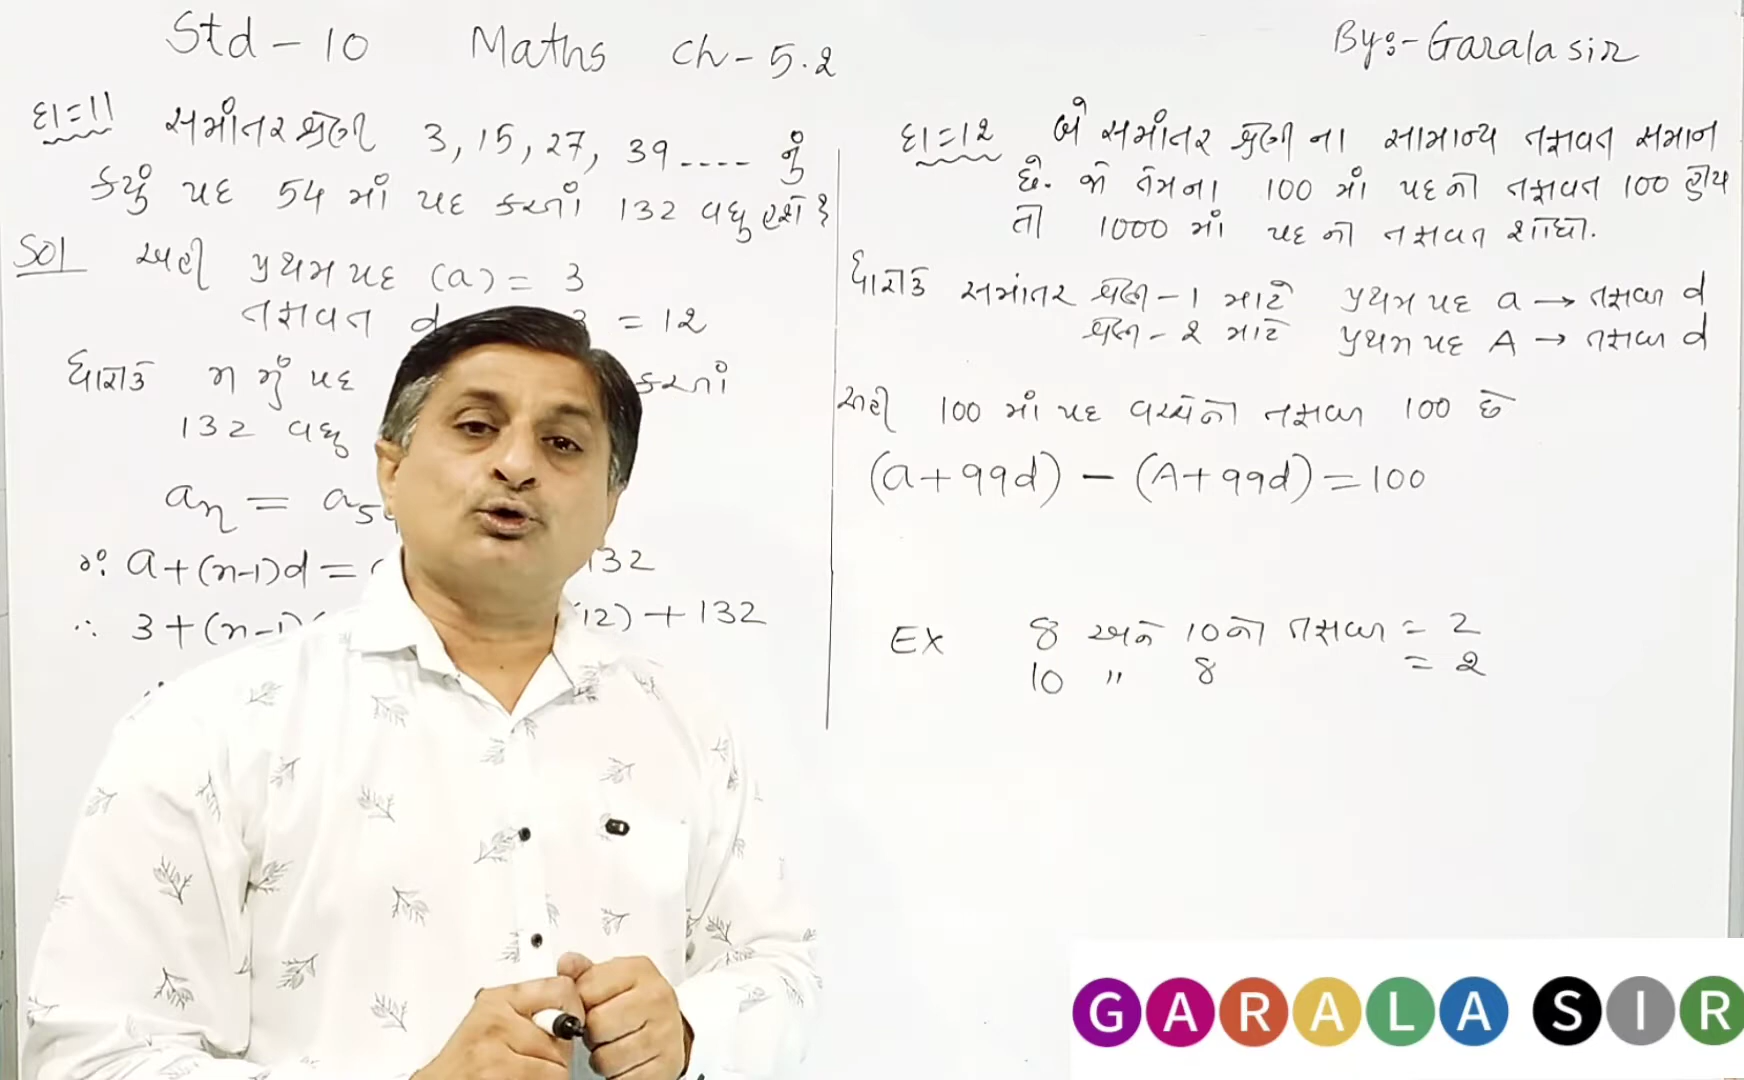 Std - 10 Maths Ch - 5.2
By:- Garala sir
દા=11 સમાંતર શ્રેણી 3, 15, 27, 39 .... નું
કયું પદ 54 માં પદ કરતાં 132 વધુ હશે ?
Sol અહીં પ્રથમ પદ (a) = 3
તફાવત d = 12
ધારોકે n મું પદ કરતાં
132 વધુ
an = a5
∴ a+(n-1)d = 132
∴ 3+(n-1) 12) + 132
દા=12 બે સમાંતર શ્રેણી ના સામાન્ય તફાવત સમાન
છે. જો તેમના 100 માં પદ નો તફાવત 100 હોય
તો 1000 માં પદ નો તફાવત શોધો.
ધારોકે સમાંતર શ્રેણી - 1 માટે પ્રથમ પદ a → તફાવત d
શ્રેણી - ૨ માટે પ્રથમ પદ A → તફાવત d
અહીં 100 માં પદ વચ્ચેનો તફાવત 100 છે
(a+99d) - (A+99d) = 100
EX 8 અને 10 નો તફાવત = 2
10 " 8 = 2
GARALA SIR